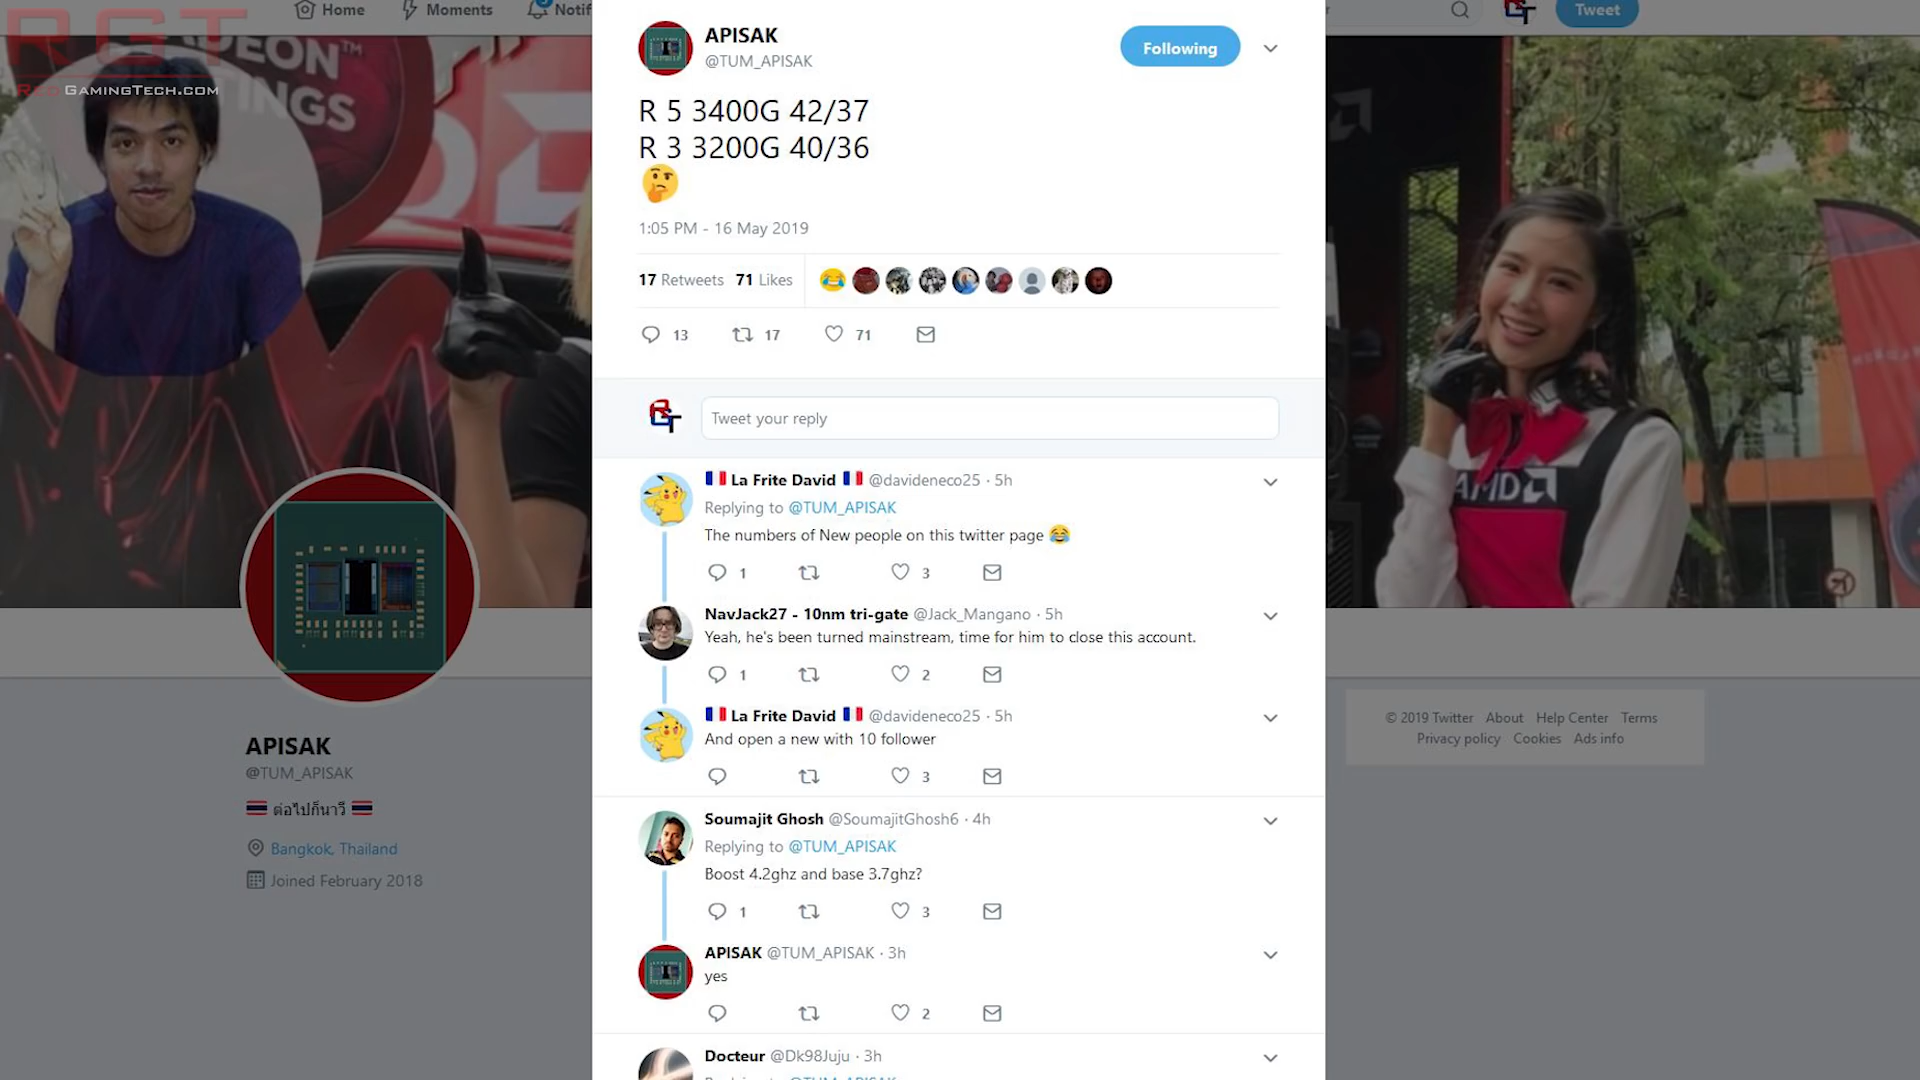 RGT
REDGAMINGTECH.COM
Home
Moments
Notif
Tweet
RADEON™
APISAK
@TUM_APISAK
Following
R 5 3400G 42/37
R 3 3200G 40/36
🤔
1:05 PM - 16 May 2019
17 Retweets 71 Likes
13 17 71
Tweet your reply
🇫🇷 La Frite David 🇫🇷 @davideneco25 · 5h
Replying to @TUM_APISAK
The numbers of New people on this twitter page 😂
1 3
NavJack27 - 10nm tri-gate @Jack_Mangano · 5h
Yeah, he's been turned mainstream, time for him to close this account.
1 2
🇫🇷 La Frite David 🇫🇷 @davideneco25 · 5h
And open a new with 10 follower
3
Soumajit Ghosh @SoumajitGhosh6 · 4h
Replying to @TUM_APISAK
Boost 4.2ghz and base 3.7ghz?
1 3
APISAK @TUM_APISAK · 3h
yes
2
Docteur @Dk98Juju · 3h
Replying to @TUM_APISAK
APISAK
@TUM_APISAK
🇹🇭 ต่อไปก็นาวี 🇹🇭
Bangkok, Thailand
Joined February 2018
AMD
© 2019 Twitter About Help Center Terms
Privacy policy Cookies Ads info